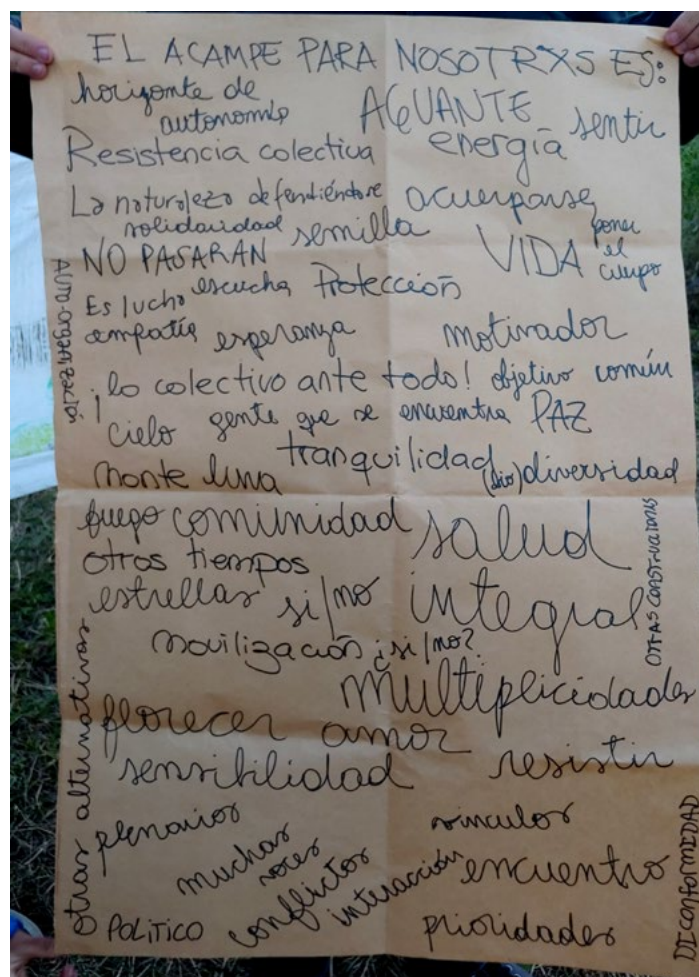 EL ACAMPE PARA NOSOTRXS ES:
horizonte de
autonomía
AGUANTE
sentir
Resistencia colectiva
energía
La naturaleza defendiéndose
acuerparse
solidaridad
semilla
poner
el
cuerpo
NO PASARAN
VIDA
AUTO-ORGANIZACIÓN
escucha
Protección
Es lucha
empatía
esperanza
motivador
¡lo colectivo ante todo!
objetivo común
cielo
gente que se encuentra
PAZ
tranquilidad
(bio)diversidad
monte
luna
fuego
comunidad
salud
integral
otros tiempos
estrellas
si/no
OTRAS CONSTRUCCIONES
movilización ¿si/no?
multiplicidades
florecer
amor
sensibilidad
resistir
otras alternativas
plenarios
muchas
voces
vinculos
conflictos
interacción
encuentro
POLÍTICO
prioridades